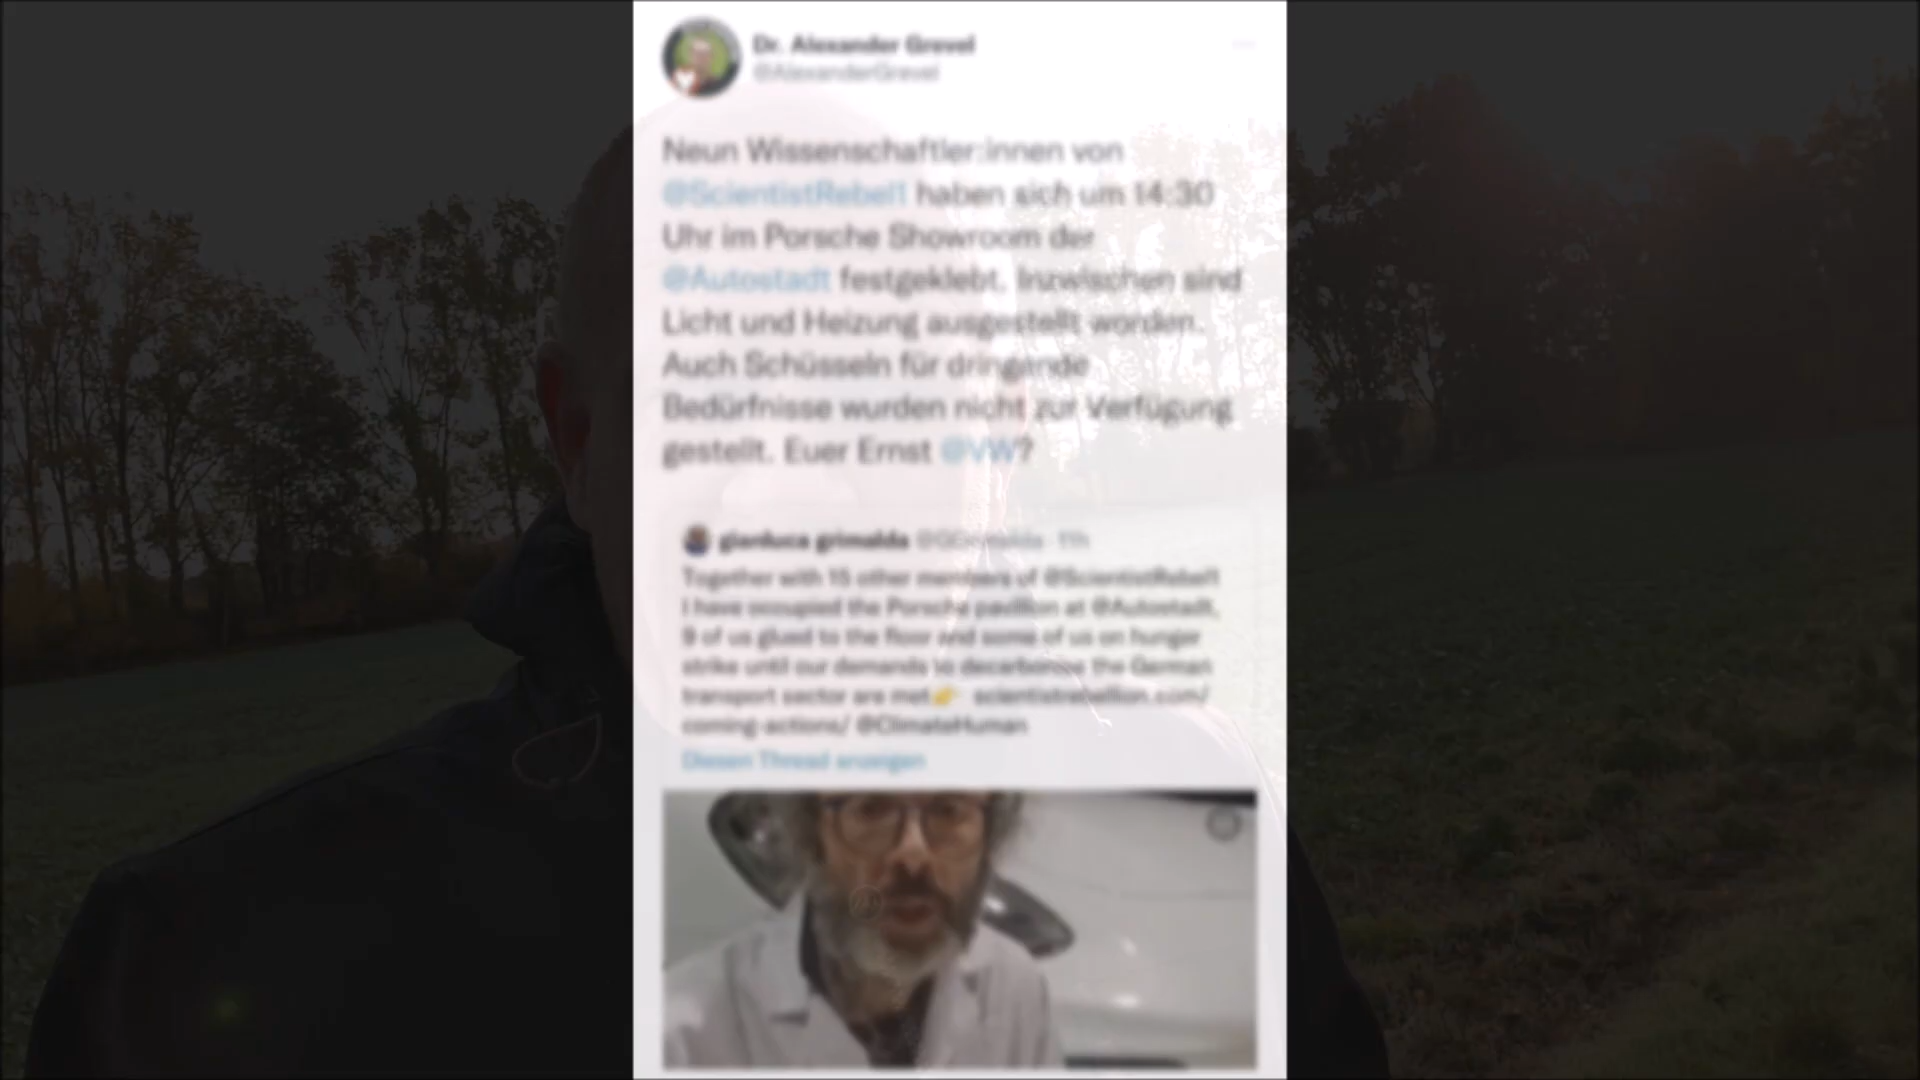 Dr. Alexander Grevel
@AlexanderGrevel
Neun Wissenschaftler:innen von
@ScientistRebel1 haben sich um 14:30
Uhr im Porsche Showroom der
@Autostadt festgeklebt. Inzwischen sind
Licht und Heizung ausgestellt worden.
Auch Schüsseln für dringende
Bedürfnisse wurden nicht zur Verfügung
gestellt. Euer Ernst @VW?
gianluca grimalda @GGrimalda · 11h
Together with 15 other members of @ScientistRebel1
I have occupied the Porsche pavillion at @Autostadt,
9 of us glued to the floor and some of us on hunger
strike until our demands to decarbonise the German
transport sector are met scientistrebellion.com/
coming-actions/ @ClimateHuman
Diesen Thread anzeigen